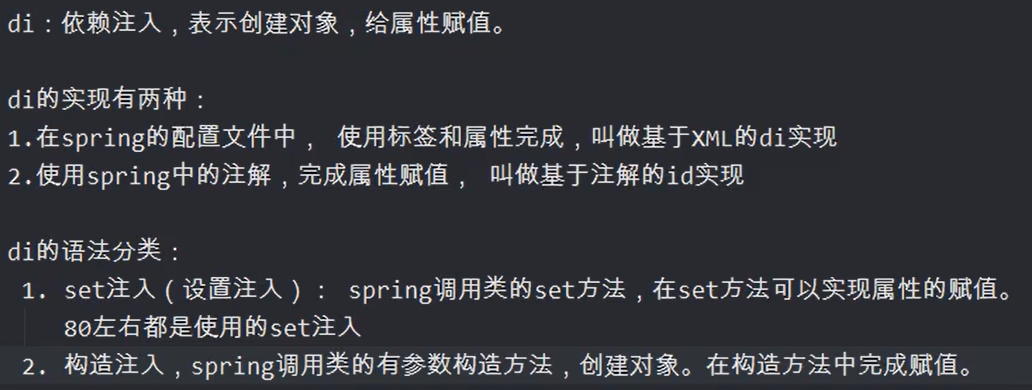 di：依赖注入，表示创建对象，给属性赋值。
di的实现有两种：
1.在spring的配置文件中， 使用标签和属性完成，叫做基于XML的di实现
2.使用spring中的注解，完成属性赋值， 叫做基于注解的id实现
di的语法分类：
1. set注入（设置注入）： spring调用类的set方法，在set方法可以实现属性的赋值。
80左右都是使用的set注入
2. 构造注入，spring调用类的有参数构造方法，创建对象。在构造方法中完成赋值。